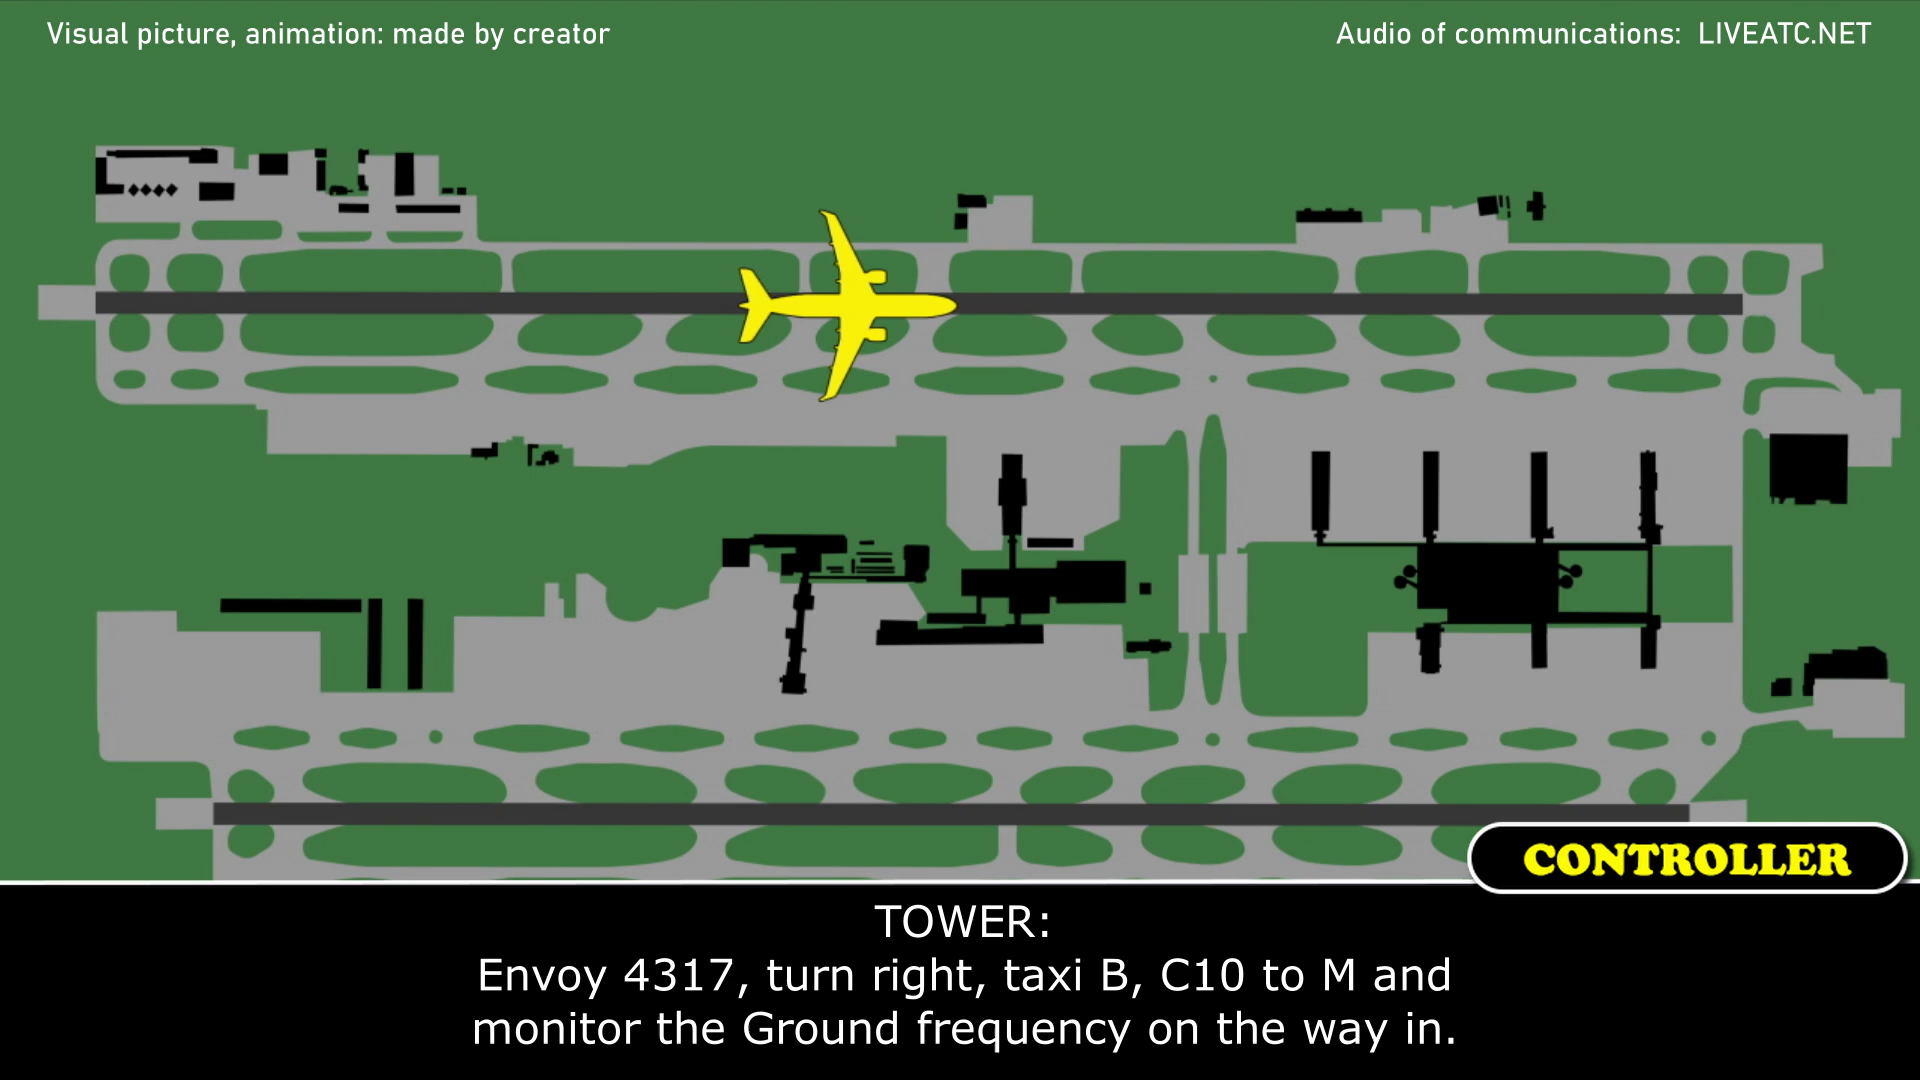 Visual picture, animation: made by creator
Audio of communications: LIVEATC.NET
CONTROLLER
TOWER:
Envoy 4317, turn right, taxi B, C10 to M and
monitor the Ground frequency on the way in.